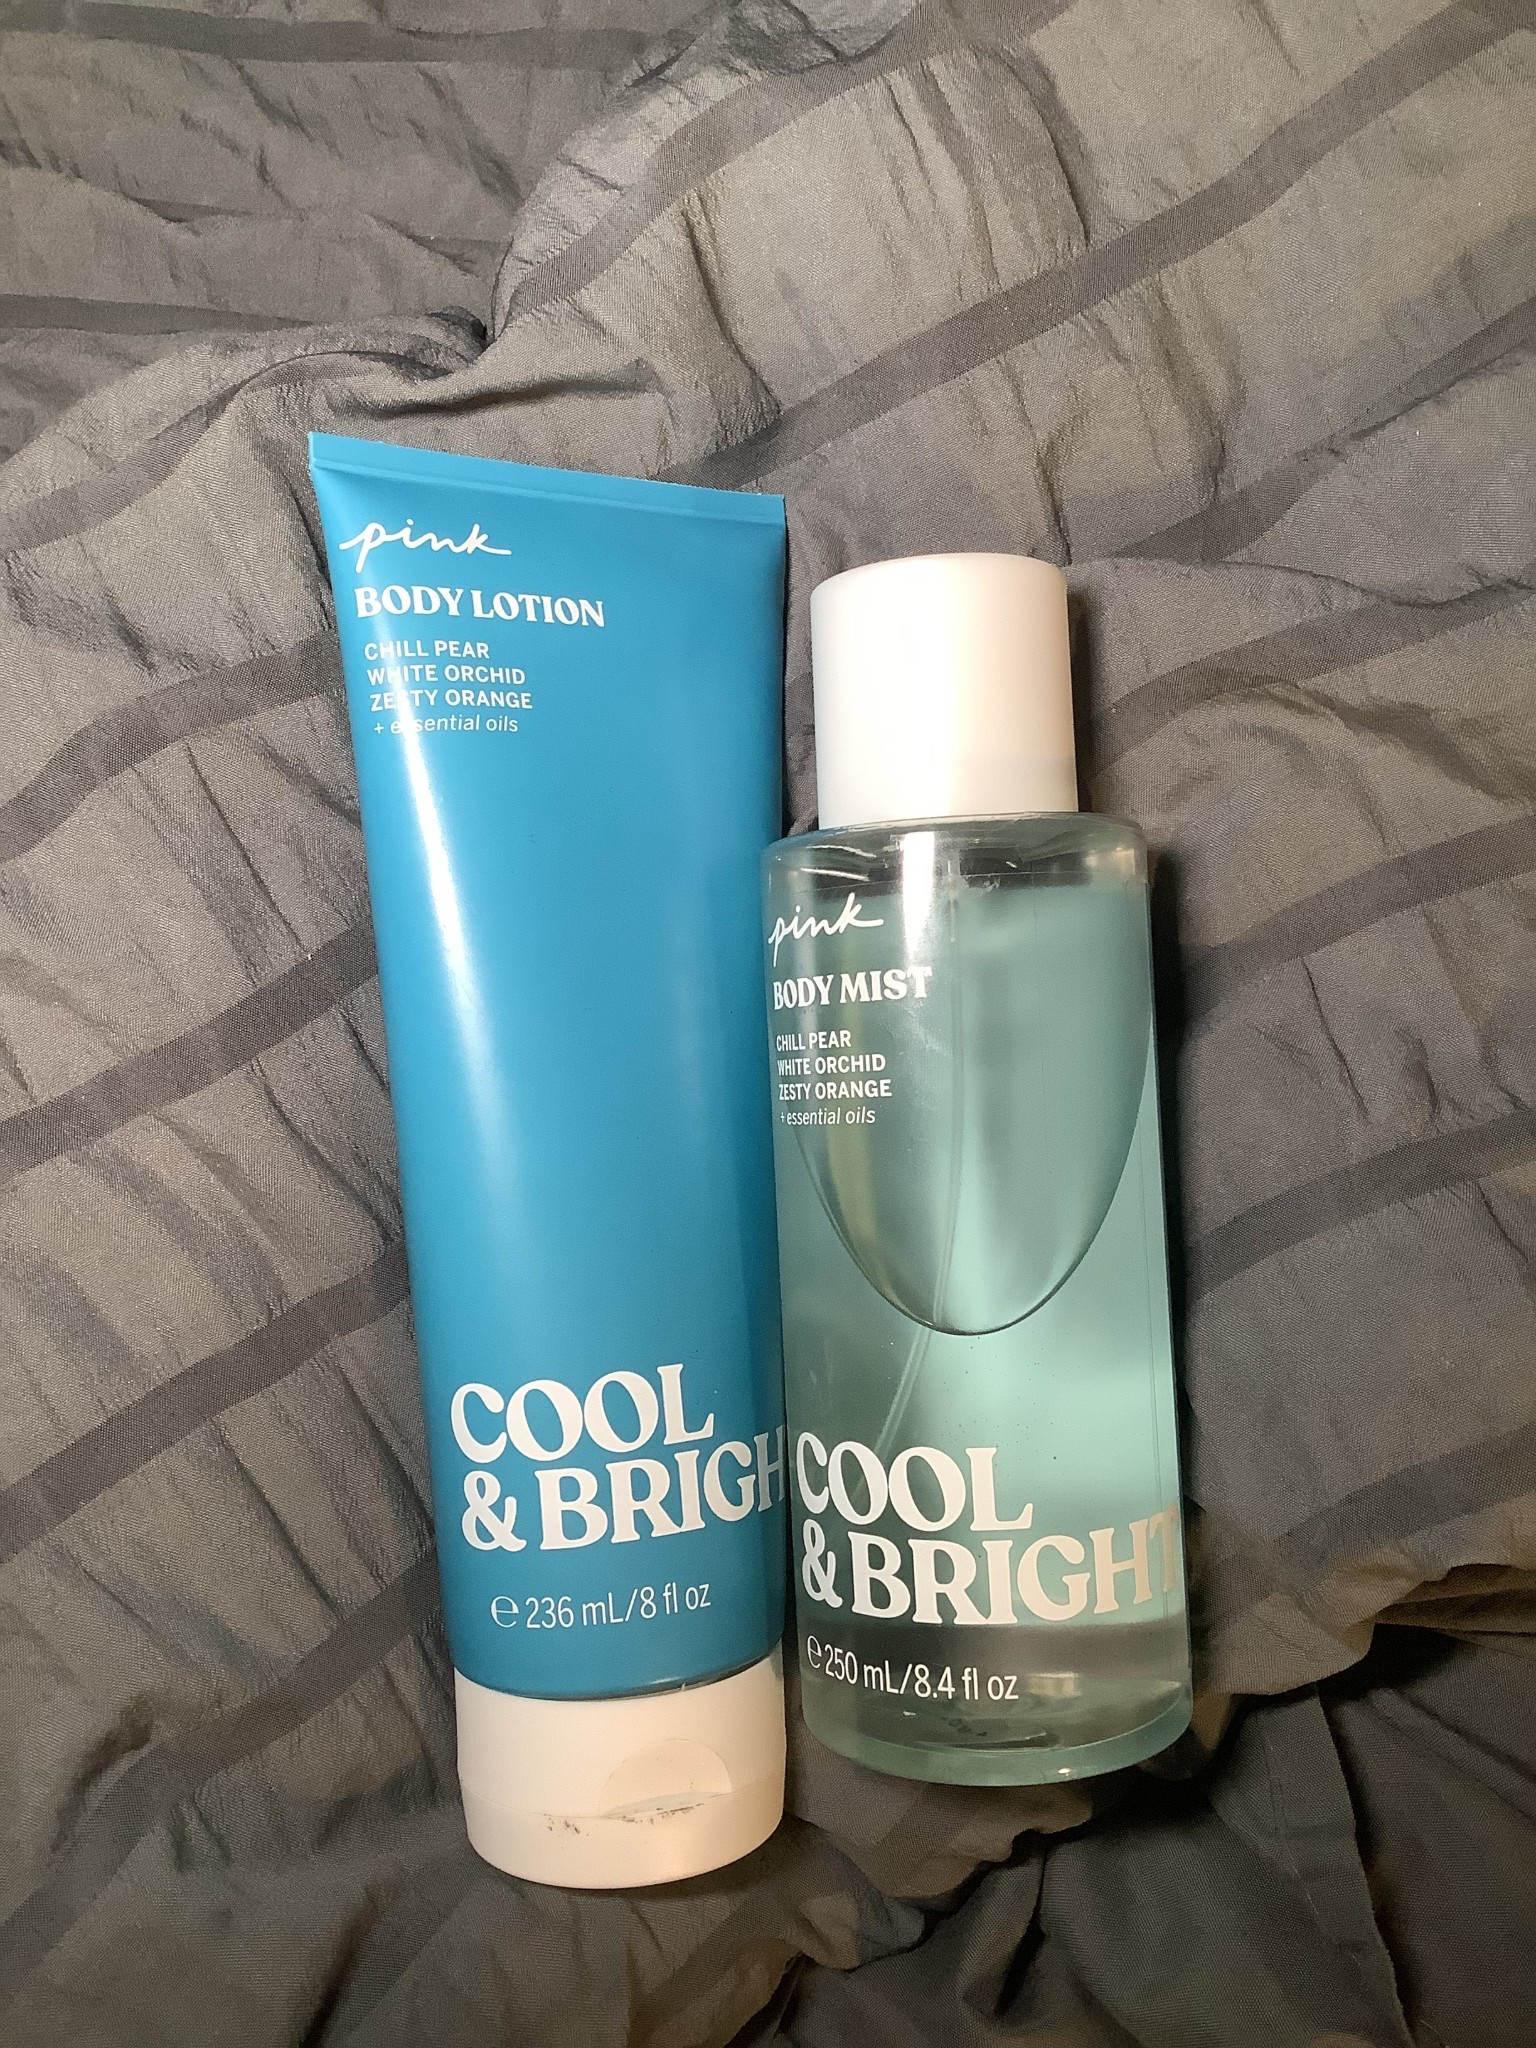 pink
BODY LOTION
CHILL PEAR
WHITE ORCHID
ZESTY ORANGE
+ essential oils
COOL
& BRIGH
℮ 236 mL/8 fl oz
pink
BODY MIST
CHILL PEAR
WHITE ORCHID
ZESTY ORANGE
+ essential oils
COOL
& BRIGHT
℮ 250 mL/8.4 fl oz